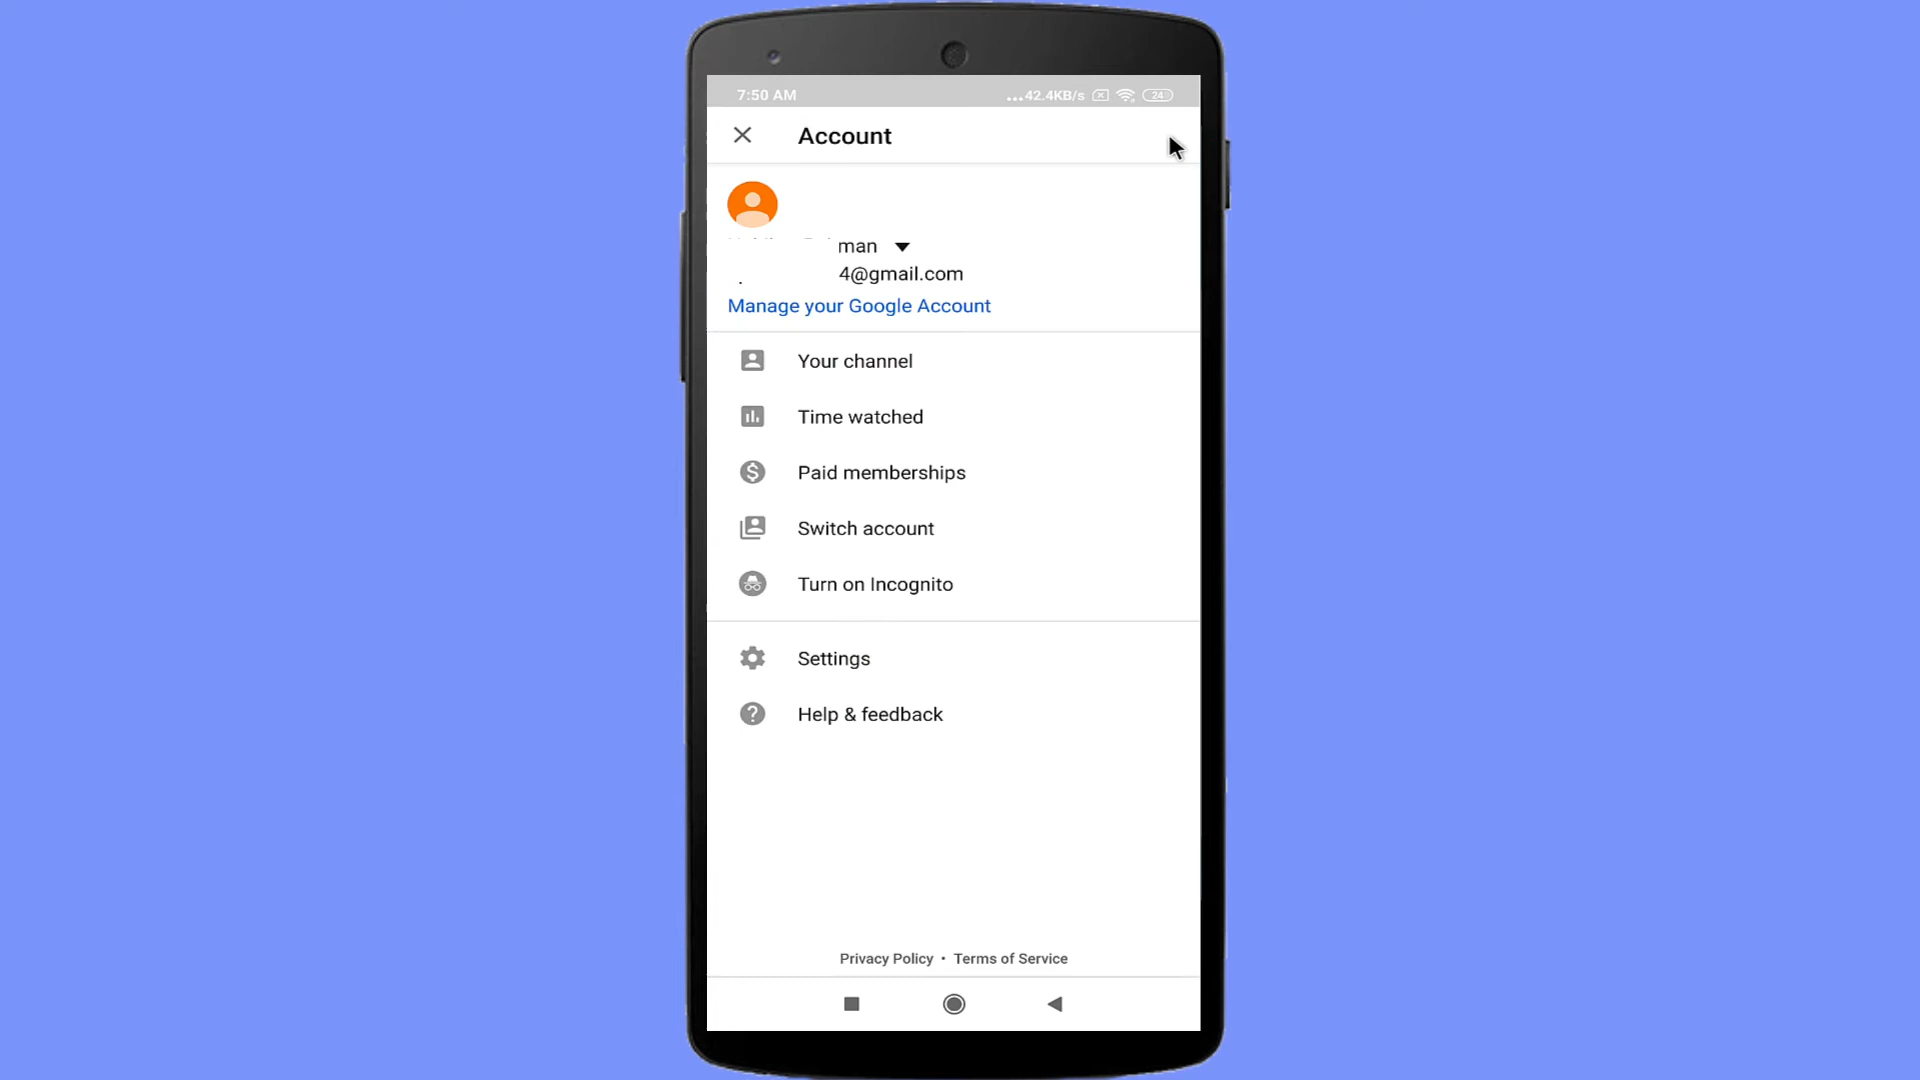 7:50 AM
...42.4KB/s
24
Account
man
4@gmail.com
Manage your Google Account
Your channel
Time watched
Paid memberships
Switch account
Turn on Incognito
Settings
Help & feedback
Privacy Policy • Terms of Service